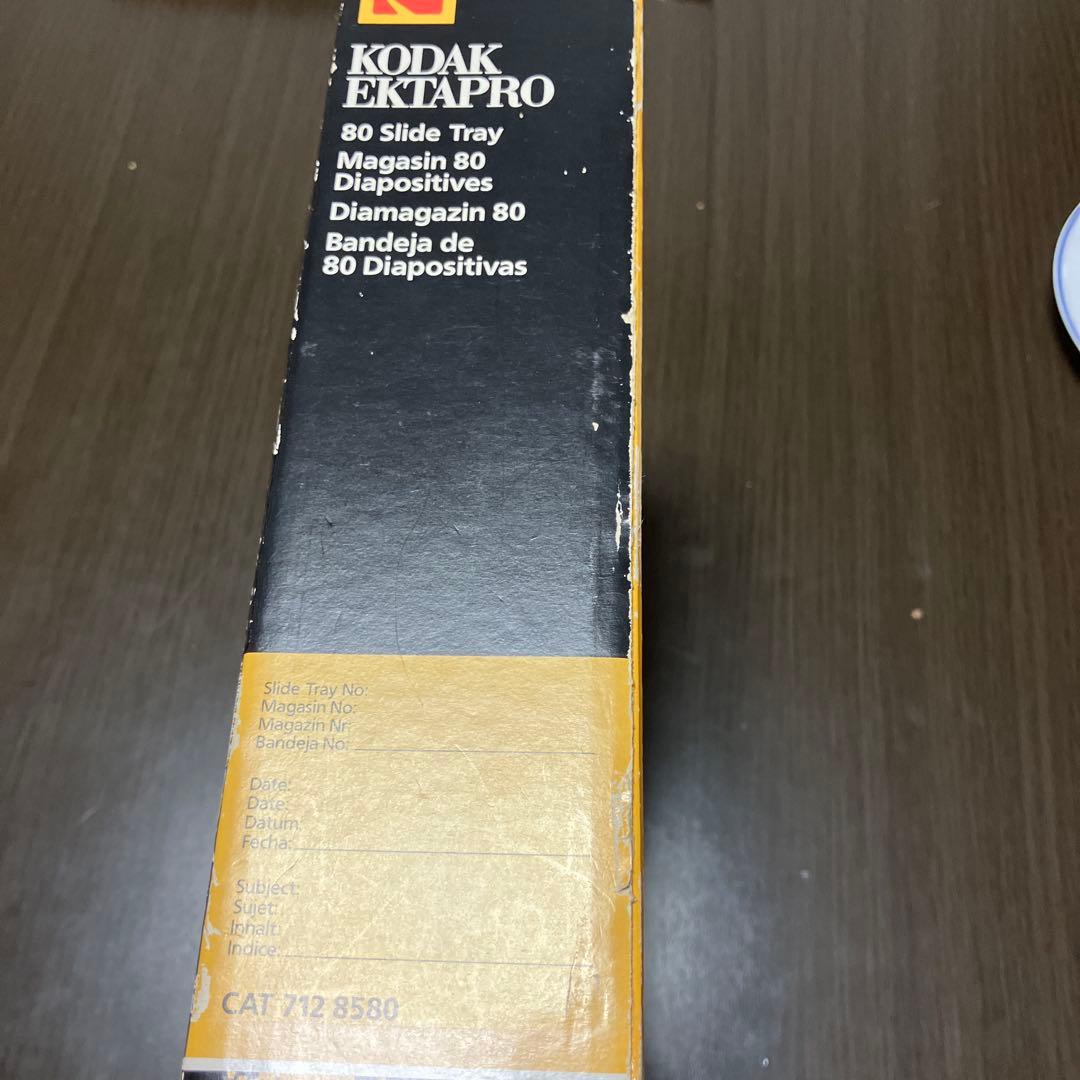 KODAK
EKTAPRO
80 Slide Tray
Magasin 80
Diapositives
Diamagazin 80
Bandeja de
80 Diapositivas
Slide Tray No:
Magasin No:
Magazin Nr:
Bandeja No:
Date:
Date:
Datum:
Fecha:
Subject:
Sujet:
Inhalt:
Indice:
CAT 712 8580